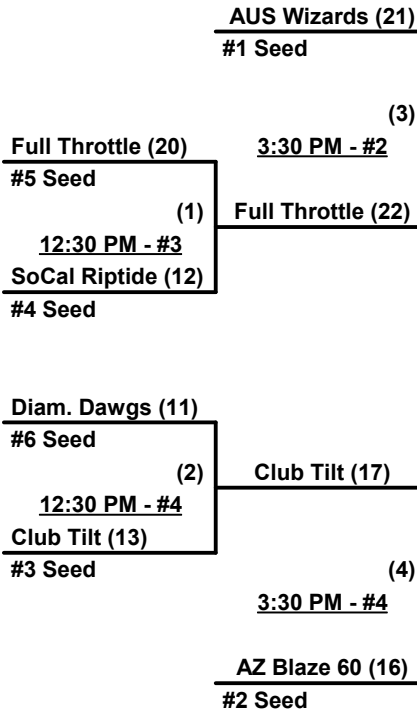 AUS Wizards (21)
#1 Seed
(3)
Full Throttle (20)
3:30 PM - #2
#5 Seed
(1)
Full Throttle (22)
12:30 PM - #3
SoCal Riptide (12)
#4 Seed
Diam. Dawgs (11)
#6 Seed
(2)
Club Tilt (17)
12:30 PM - #4
Club Tilt (13)
#3 Seed
(4)
3:30 PM - #4
AZ Blaze 60 (16)
#2 Seed